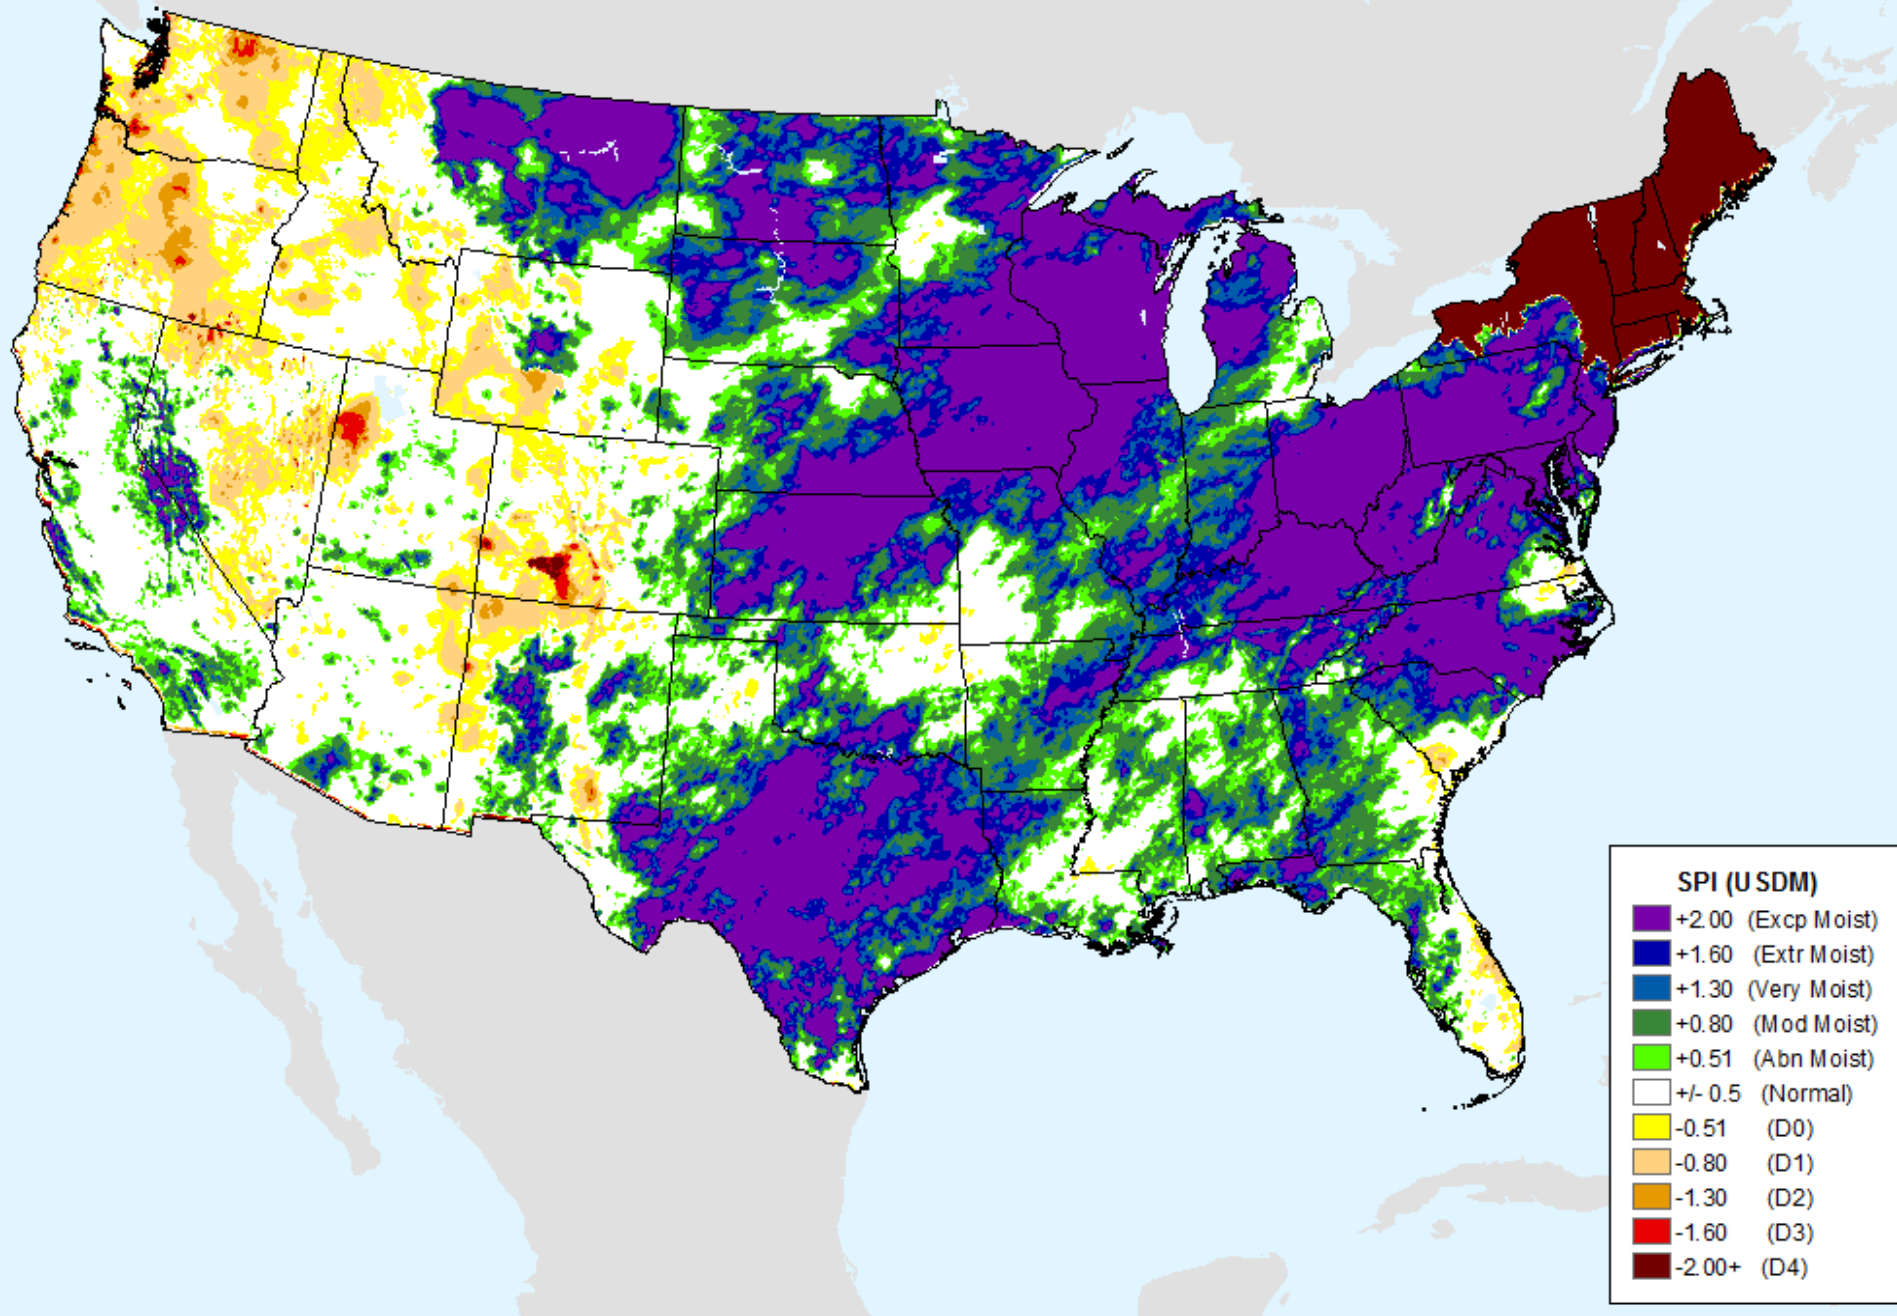 SPI (USDM)
+2.00 (Excp Moist)
+1.60 (Extr Moist)
+1.30 (Very Moist)
+0.80 (Mod Moist)
+0.51 (Abn Moist)
+/- 0.5 (Normal)
-0.51 (D0)
-0.80 (D1)
-1.30 (D2)
-1.60 (D3)
-2.00+ (D4)